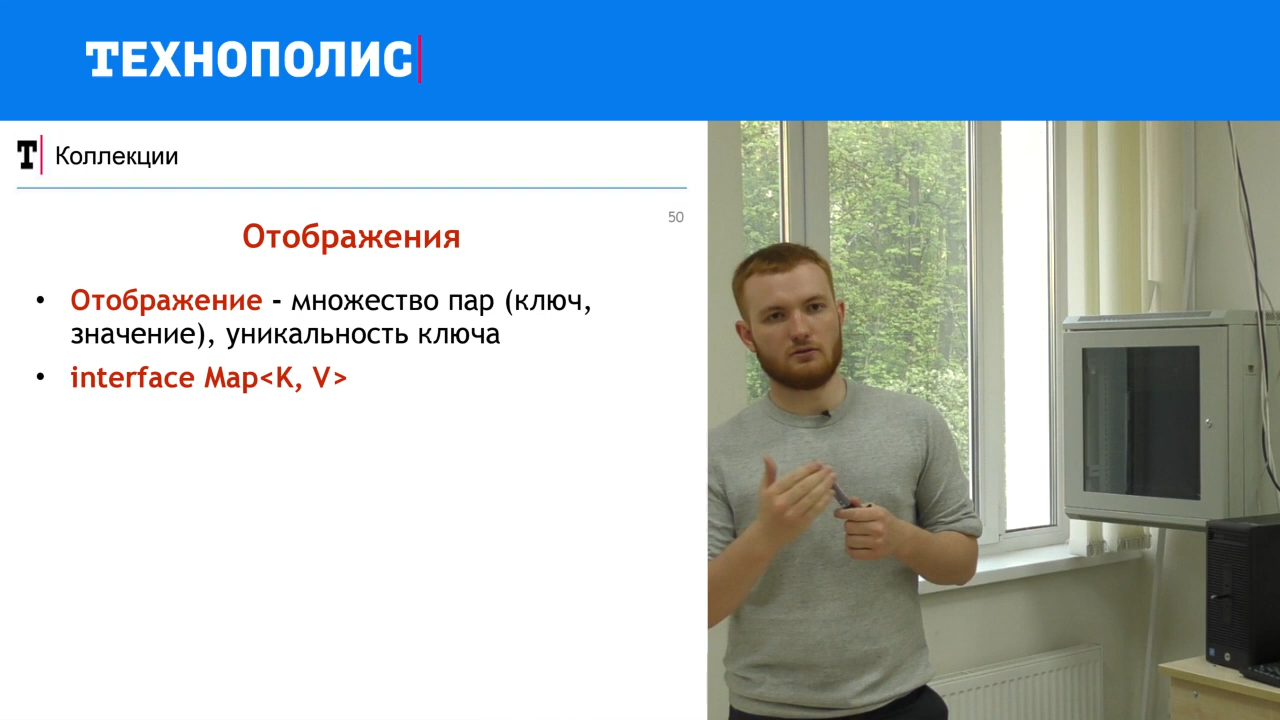 ТЕХНОПОЛИС
Т Коллекции
50
Отображения
• Отображение - множество пар (ключ,
значение), уникальность ключа
• interface Map<K, V>